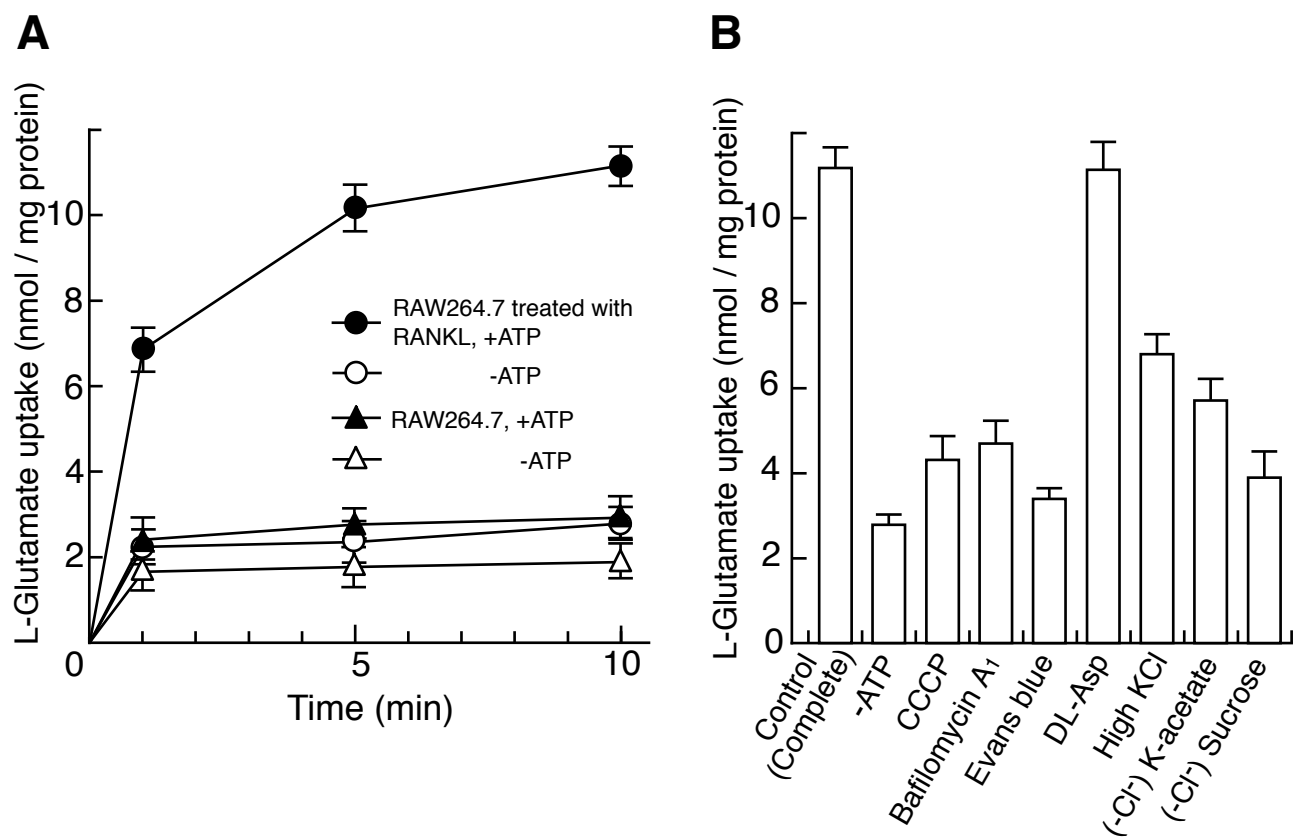 A
L-Glutamate uptake (nmol / mg protein)
10
8
6
4
2
0
5
10
Time (min)
RAW264.7 treated with
RANKL, +ATP
-ATP
RAW264.7, +ATP
-ATP
B
L-Glutamate uptake (nmol / mg protein)
10
8
6
4
2
0
Control
(Complete)
-ATP
CCCP
Bafilomycin A1
Evans blue
DL-Asp
High KCl
(-Cl-) K-acetate
(-Cl-) Sucrose